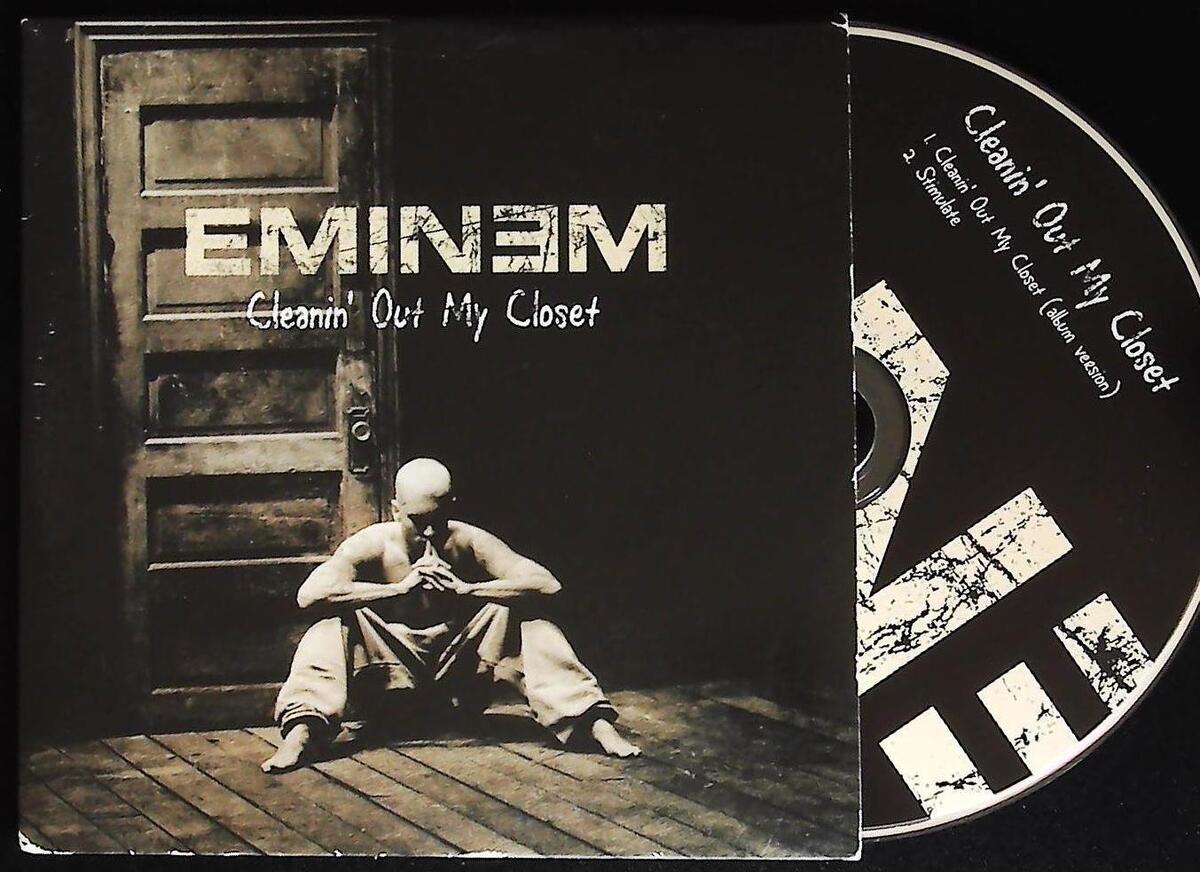 EMINƎM
Cleanin' Out My Closet
Cleanin' Out My Closet
1. Cleanin' Out My Closet (album version)
2. Stimulate